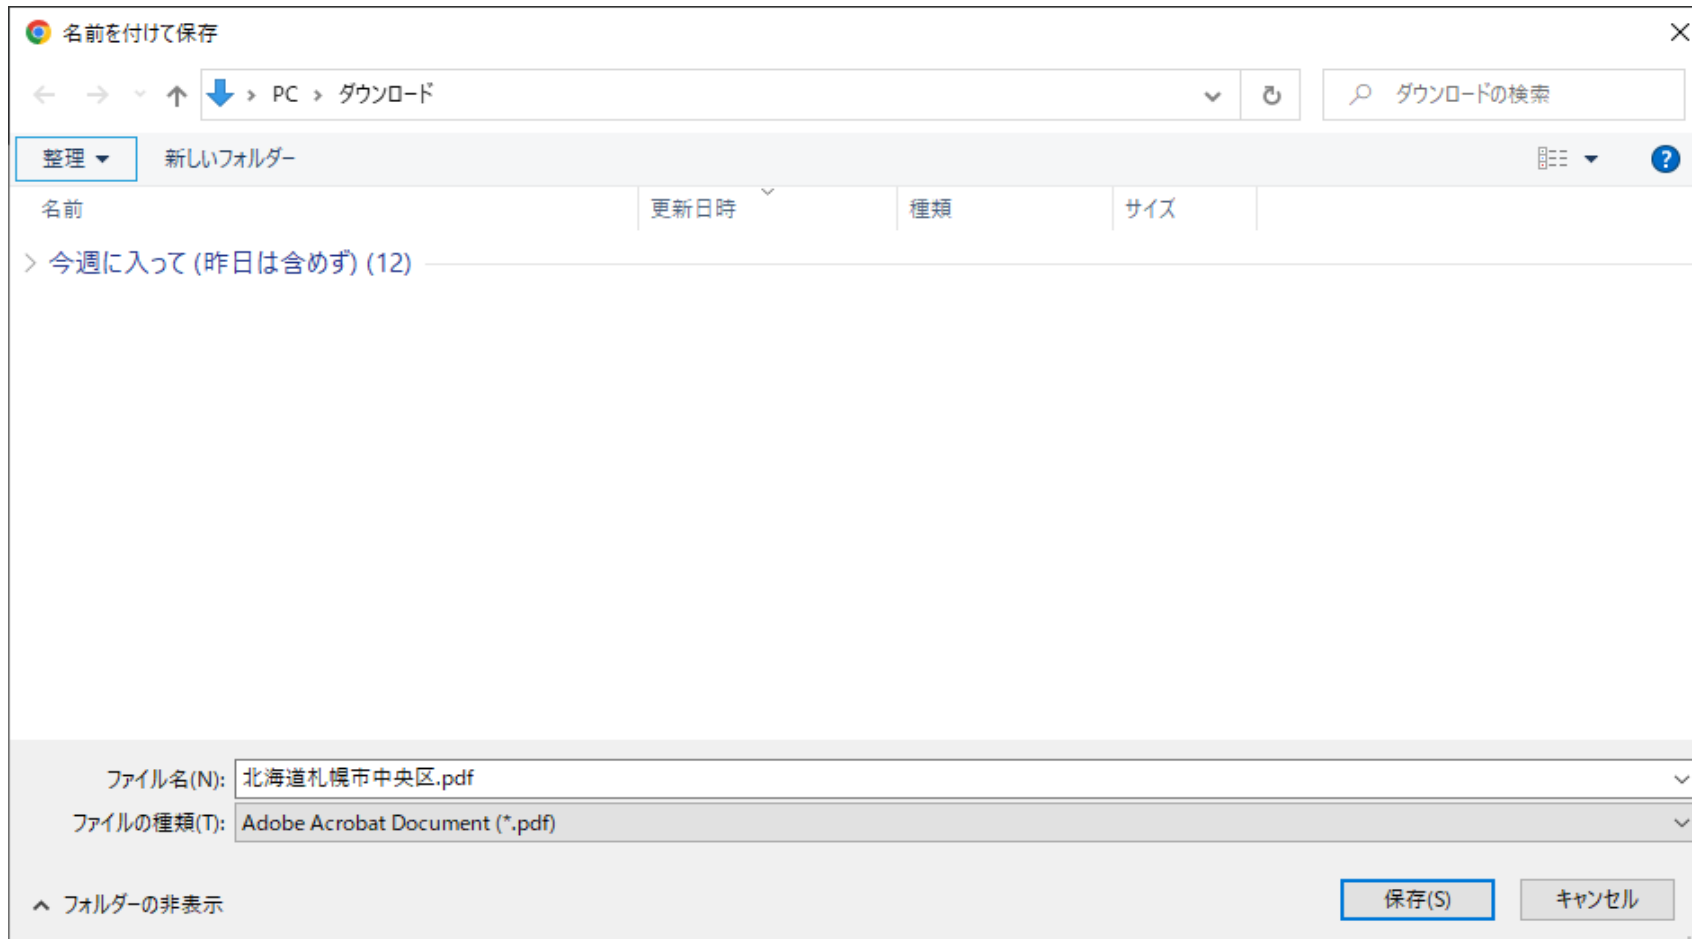 名前を付けて保存
PC › ダウンロード
ダウンロードの検索
整理 新しいフォルダー
名前 更新日時 種類 サイズ
今週に入って (昨日は含めず) (12)
ファイル名(N): 北海道札幌市中央区.pdf
ファイルの種類(T): Adobe Acrobat Document (*.pdf)
フォルダーの非表示
保存(S) キャンセル